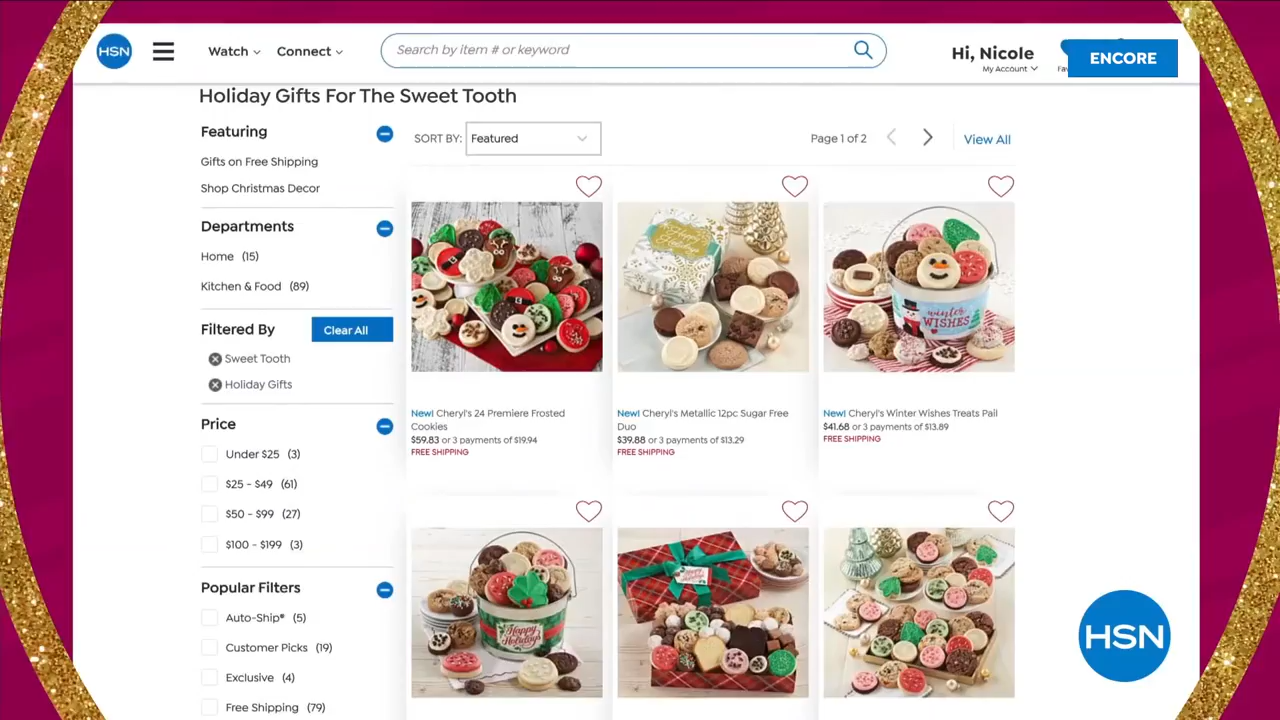 HSN
Watch
Connect
Search by item # or keyword
Hi, Nicole
My Account
ENCORE
Holiday Gifts For The Sweet Tooth
Featuring
Gifts on Free Shipping
Shop Christmas Decor
Departments
Home (15)
Kitchen & Food (89)
Filtered By
Clear All
Sweet Tooth
Holiday Gifts
Price
Under $25 (3)
$25 - $49 (61)
$50 - $99 (27)
$100 - $199 (3)
Popular Filters
Auto-Ship® (5)
Customer Picks (19)
Exclusive (4)
Free Shipping (79)
SORT BY: Featured
Page 1 of 2
View All
winter
WISHES
New! Cheryl's 24 Premiere Frosted
Cookies
$59.83 or 3 payments of $19.94
FREE SHIPPING
New! Cheryl's Metallic 12pc Sugar Free
Duo
$39.88 or 3 payments of $13.29
FREE SHIPPING
New! Cheryl's Winter Wishes Treats Pail
$41.68 or 3 payments of $13.89
FREE SHIPPING
Happy
Holidays
HSN